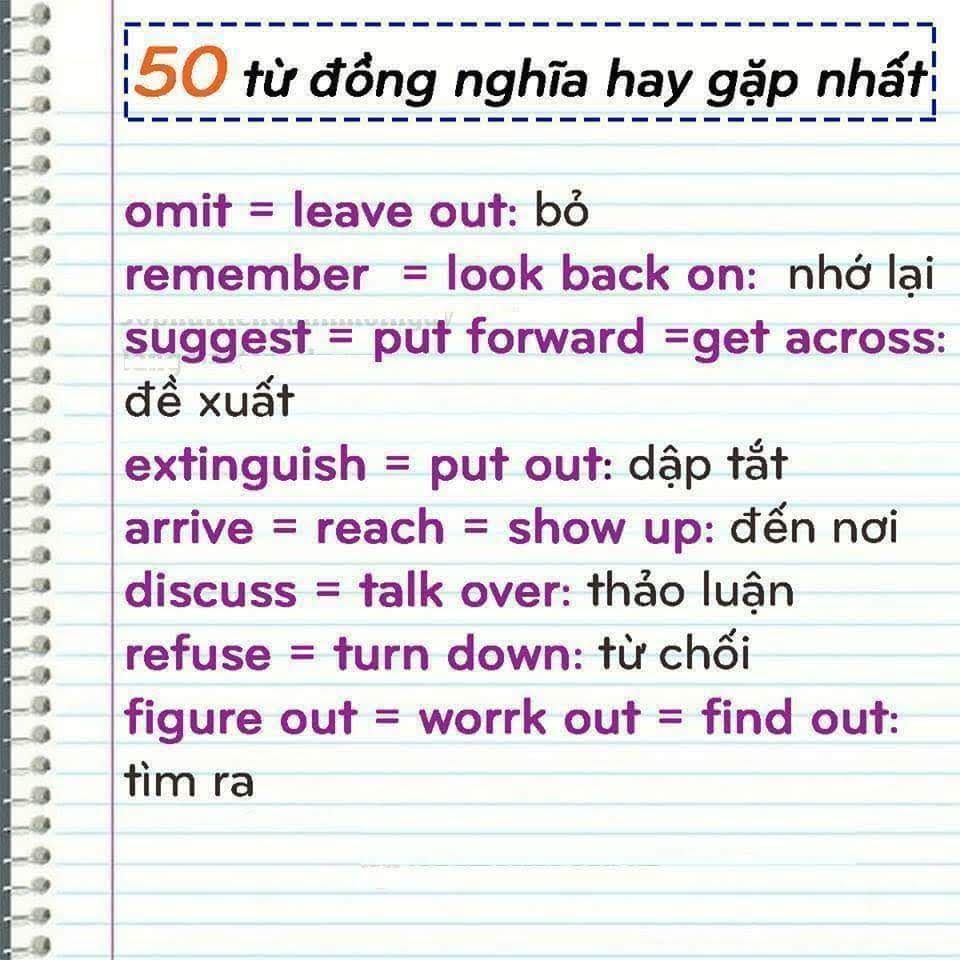 50 từ đồng nghĩa hay gặp nhất
omit = leave out: bỏ
remember = look back on: nhớ lại
suggest = put forward =get across:
đề xuất
extinguish = put out: dập tắt
arrive = reach = show up: đến nơi
discuss = talk over: thảo luận
refuse = turn down: từ chối
figure out = worrk out = find out:
tìm ra